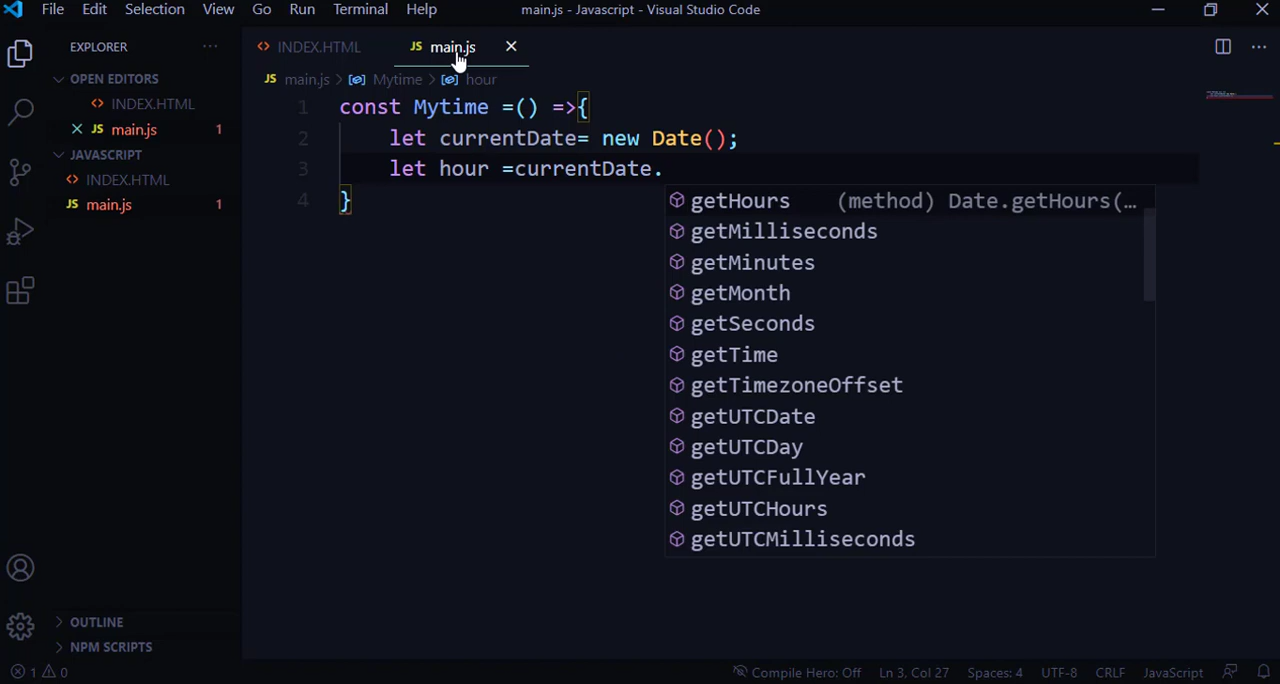 File Edit Selection View Go Run Terminal Help main.js - Javascript - Visual Studio Code
EXPLORER
OPEN EDITORS
INDEX.HTML
JS main.js 1
JAVASCRIPT
INDEX.HTML
JS main.js 1
OUTLINE
NPM SCRIPTS
INDEX.HTML JS main.js
JS main.js > Mytime > hour
1 const Mytime =() =>{
2 let currentDate= new Date();
3 let hour =currentDate.
4 }
getHours (method) Date.getHours(…
getMilliseconds
getMinutes
getMonth
getSeconds
getTime
getTimezoneOffset
getUTCDate
getUTCDay
getUTCFullYear
getUTCHours
getUTCMilliseconds
1 0 Compile Hero: Off Ln 3, Col 27 Spaces: 4 UTF-8 CRLF JavaScript